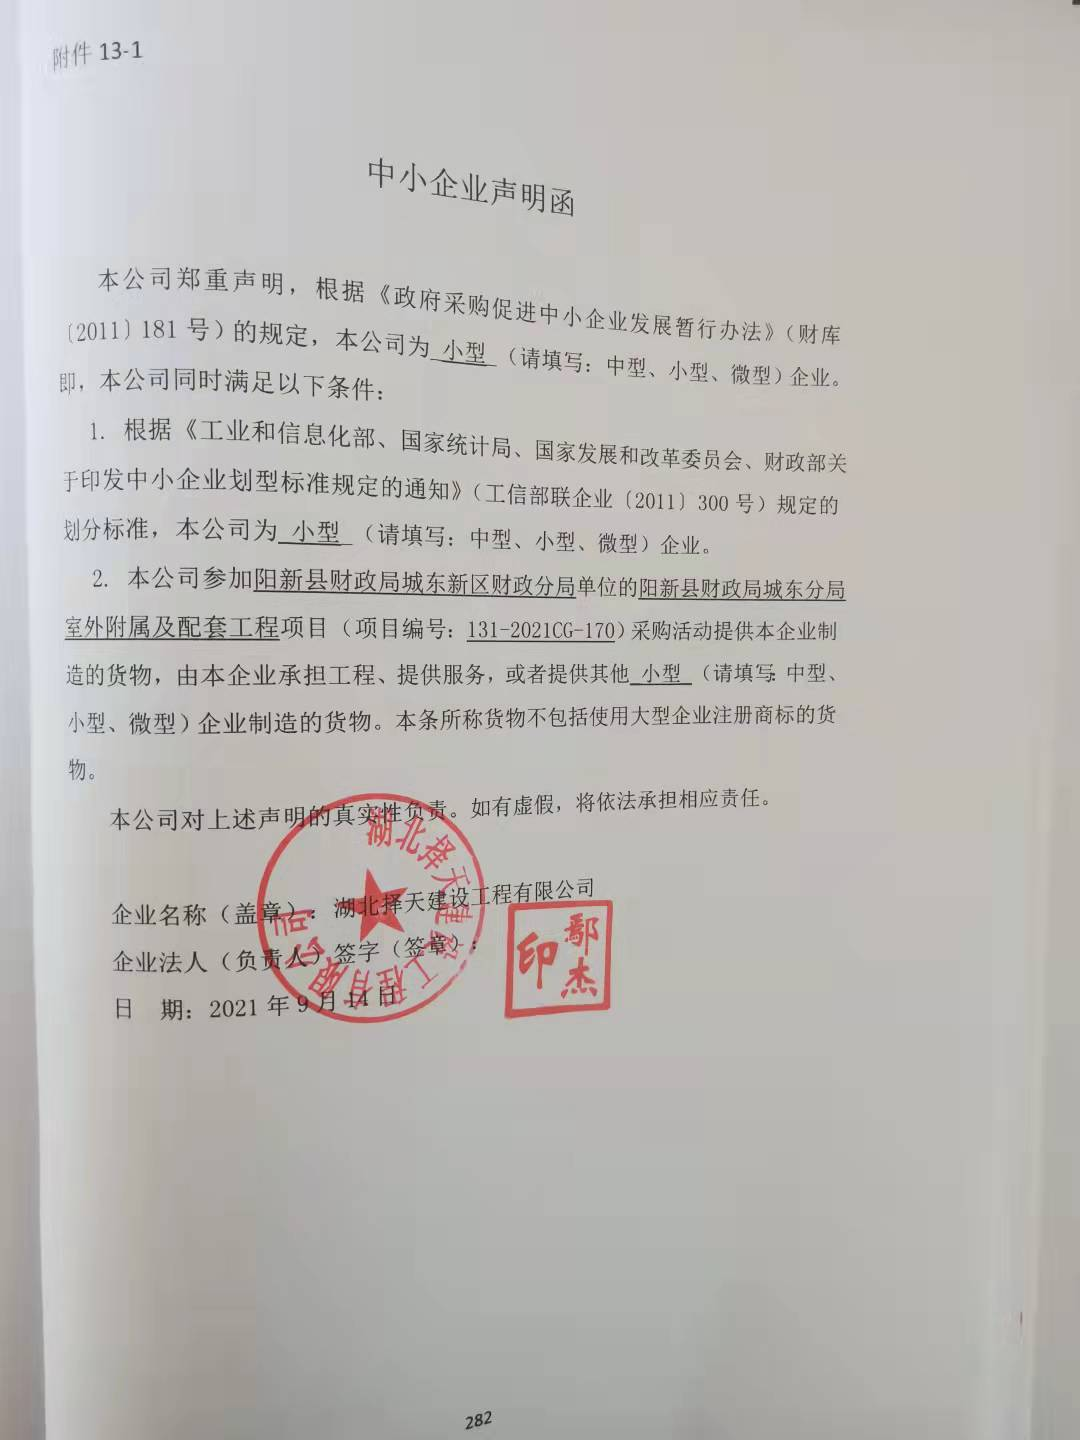 附件 13-1
中小企业声明函
本公司郑重声明，根据《政府采购促进中小企业发展暂行办法》（财库
〔2011〕181 号）的规定，本公司为 小型 （请填写：中型、小型、微型）企业。
即，本公司同时满足以下条件：
1. 根据《工业和信息化部、国家统计局、国家发展和改革委员会、财政部关
于印发中小企业划型标准规定的通知》（工信部联企业〔2011〕300 号）规定的
划分标准，本公司为 小型 （请填写：中型、小型、微型）企业。
2. 本公司参加阳新县财政局城东新区财政分局单位的阳新县财政局城东分局
室外附属及配套工程项目（项目编号：131-2021CG-170）采购活动提供本企业制
造的货物，由本企业承担工程、提供服务，或者提供其他 小型 （请填写：中型、
小型、微型）企业制造的货物。本条所称货物不包括使用大型企业注册商标的货
物。
本公司对上述声明的真实性负责。如有虚假，将依法承担相应责任。
企业名称（盖章）：湖北择天建设工程有限公司
企业法人（负责人）签字（签章）：
日 期：2021 年 9 月 14 日
湖北择天建设工程有限公司
鄢杰印
282